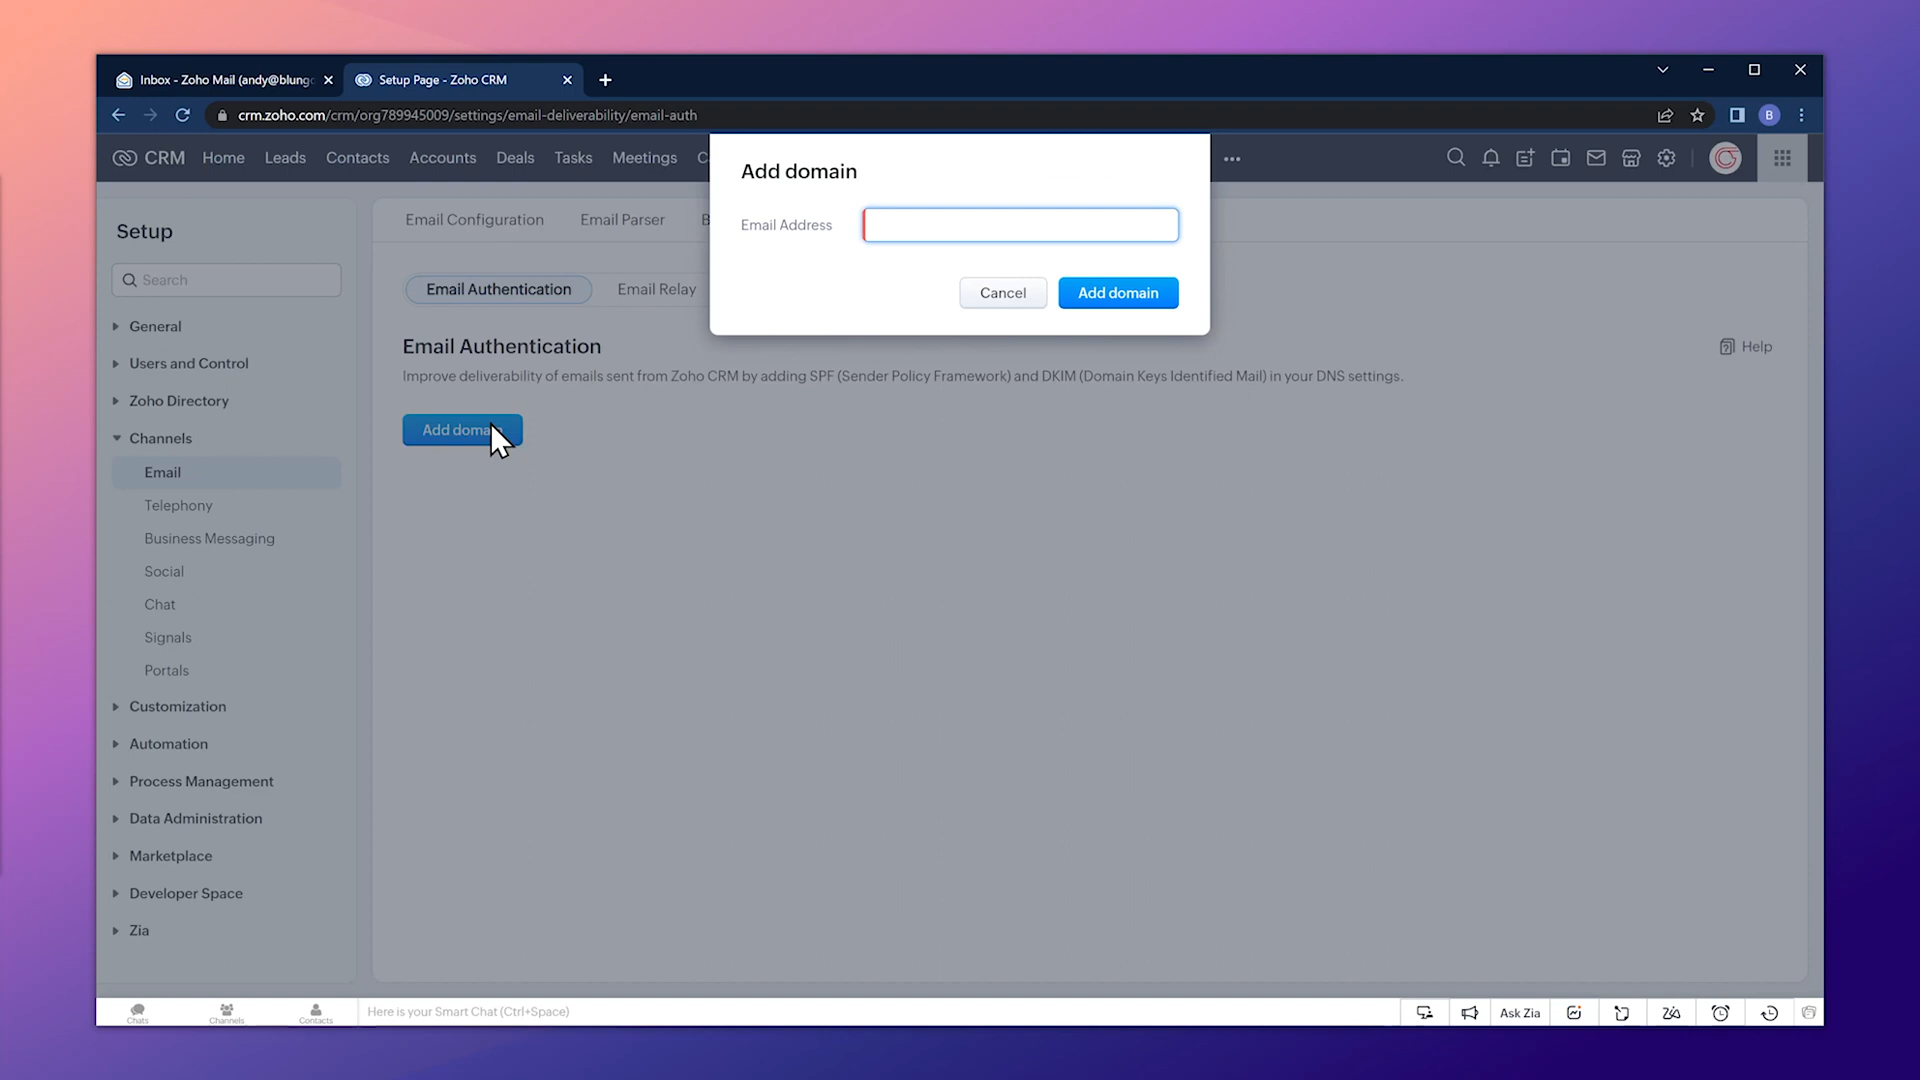 Inbox - Zoho Mail (andy@blung
Setup Page - Zoho CRM
crm.zoho.com/crm/org789945009/settings/email-deliverability/email-auth
B
CRM Home Leads Contacts Accounts Deals Tasks Meetings C
Add domain
Email Address
Cancel Add domain
Setup
Search
General
Users and Control
Zoho Directory
Channels
Email
Telephony
Business Messaging
Social
Chat
Signals
Portals
Customization
Automation
Process Management
Data Administration
Marketplace
Developer Space
Zia
Email Configuration Email Parser B
Email Authentication Email Relay
Email Authentication
Help
Improve deliverability of emails sent from Zoho CRM by adding SPF (Sender Policy Framework) and DKIM (Domain Keys Identified Mail) in your DNS settings.
Add domain
Chats Channels Contacts
Here is your Smart Chat (Ctrl+Space)
Ask Zia